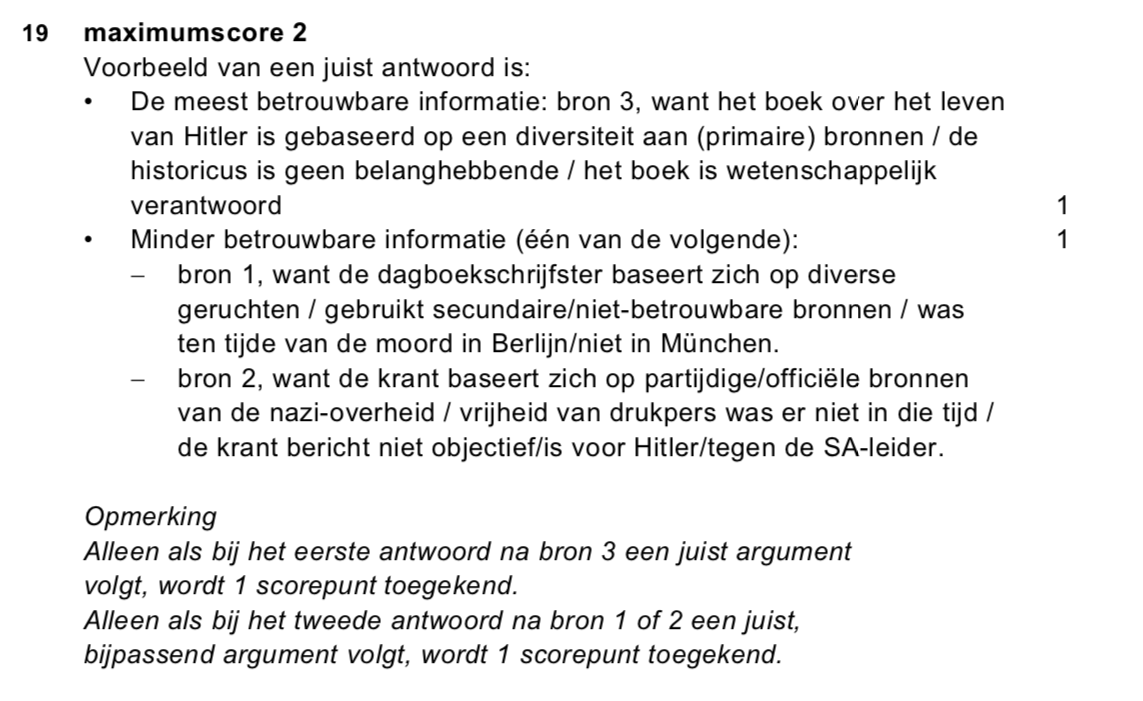 19 maximumscore 2
Voorbeeld van een juist antwoord is:
• De meest betrouwbare informatie: bron 3, want het boek over het leven
van Hitler is gebaseerd op een diversiteit aan (primaire) bronnen / de
historicus is geen belanghebbende / het boek is wetenschappelijk
verantwoord 1
• Minder betrouwbare informatie (één van de volgende): 1
− bron 1, want de dagboekschrijfster baseert zich op diverse
geruchten / gebruikt secundaire/niet-betrouwbare bronnen / was
ten tijde van de moord in Berlijn/niet in München.
− bron 2, want de krant baseert zich op partijdige/officiële bronnen
van de nazi-overheid / vrijheid van drukpers was er niet in die tijd /
de krant bericht niet objectief/is voor Hitler/tegen de SA-leider.
Opmerking
Alleen als bij het eerste antwoord na bron 3 een juist argument
volgt, wordt 1 scorepunt toegekend.
Alleen als bij het tweede antwoord na bron 1 of 2 een juist,
bijpassend argument volgt, wordt 1 scorepunt toegekend.